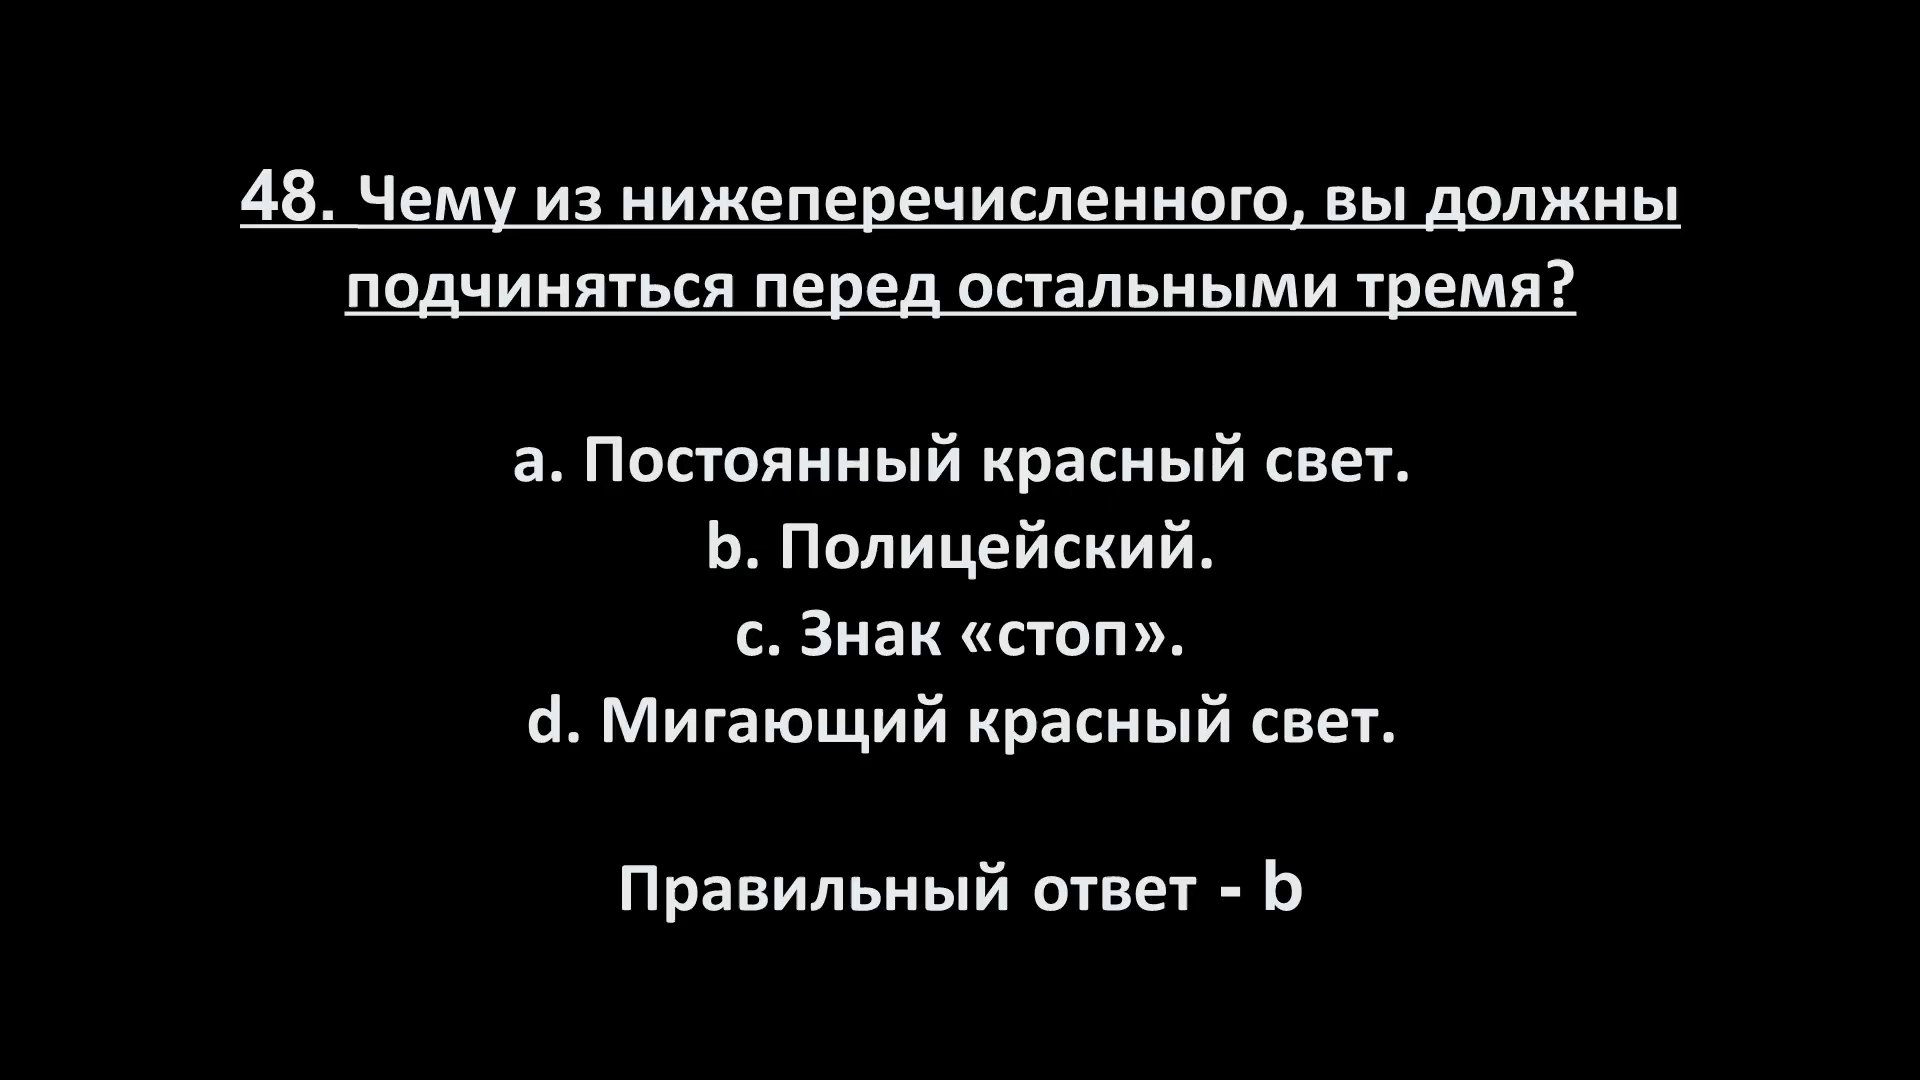 48. Чему из нижеперечисленного, вы должны
подчиняться перед остальными тремя?
a. Постоянный красный свет.
b. Полицейский.
c. Знак «стоп».
d. Мигающий красный свет.
Правильный ответ - b